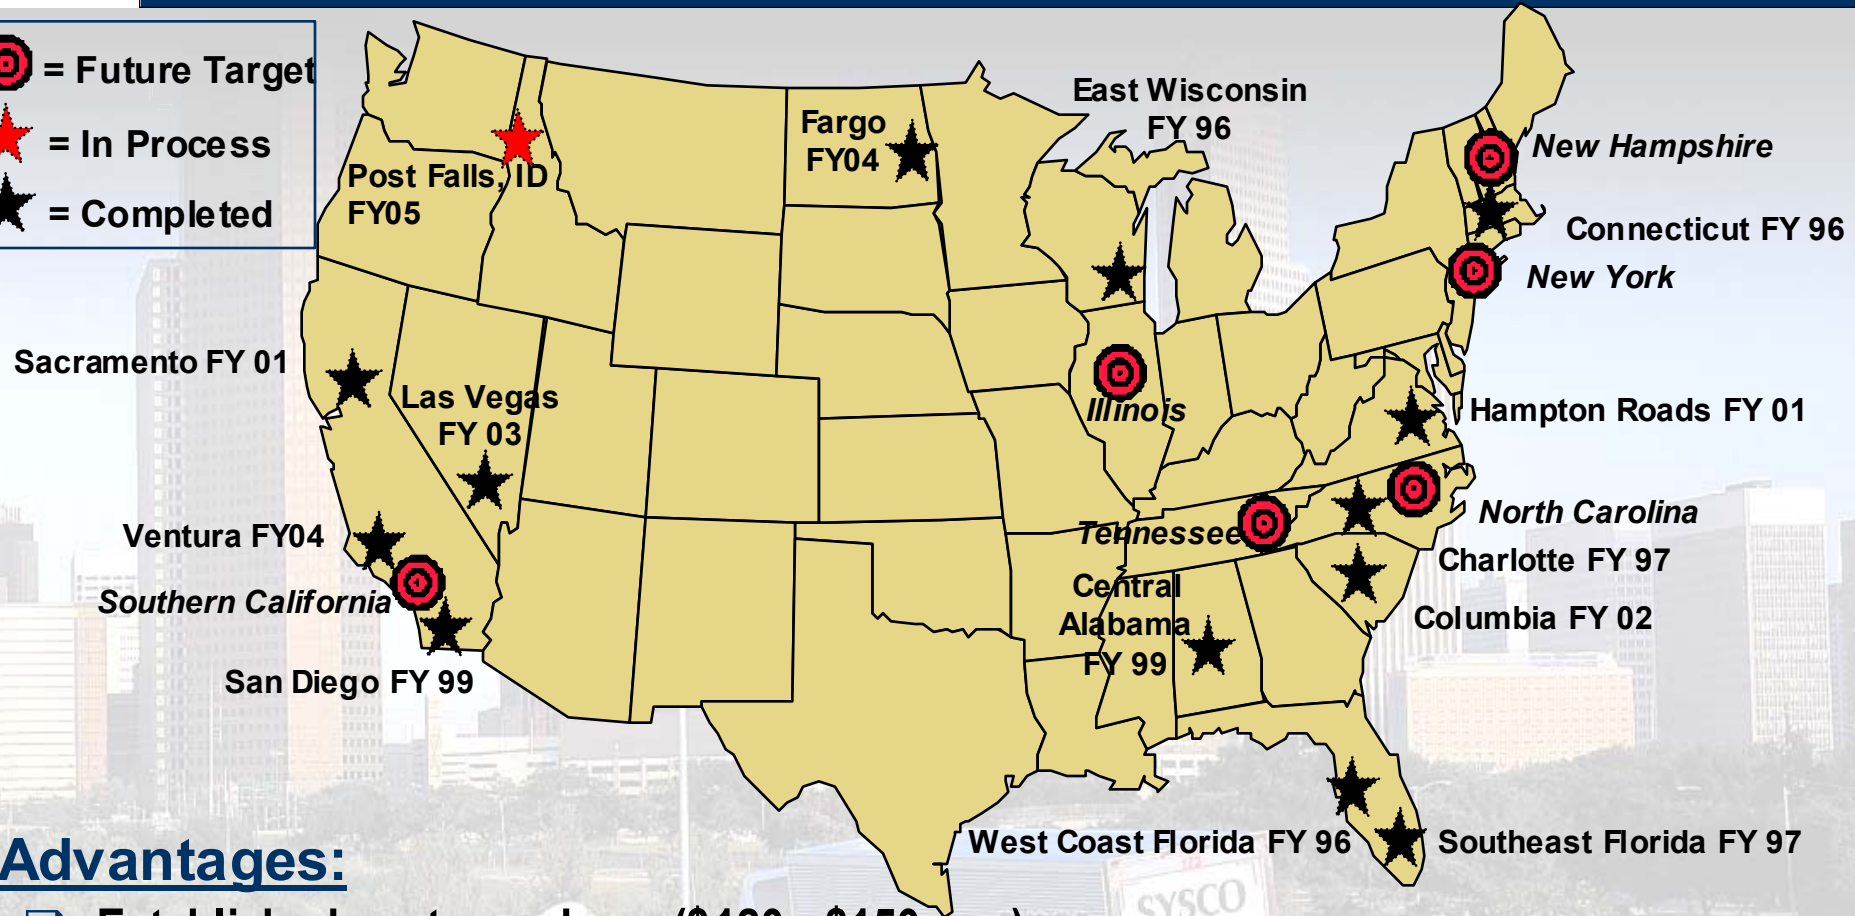 = Future Target
= In Process
= Completed
Post Falls, ID
FY05
Fargo
FY04
East Wisconsin
FY 96
New Hampshire
Connecticut FY 96
New York
Sacramento FY 01
Las Vegas
FY 03
Illinois
Hampton Roads FY 01
Ventura FY04
Southern California
San Diego FY 99
Tennessee
North Carolina
Charlotte FY 97
Central
Alabama
FY 99
Columbia FY 02
West Coast Florida FY 96
Southeast Florida FY 97
Advantages:
SYSCO